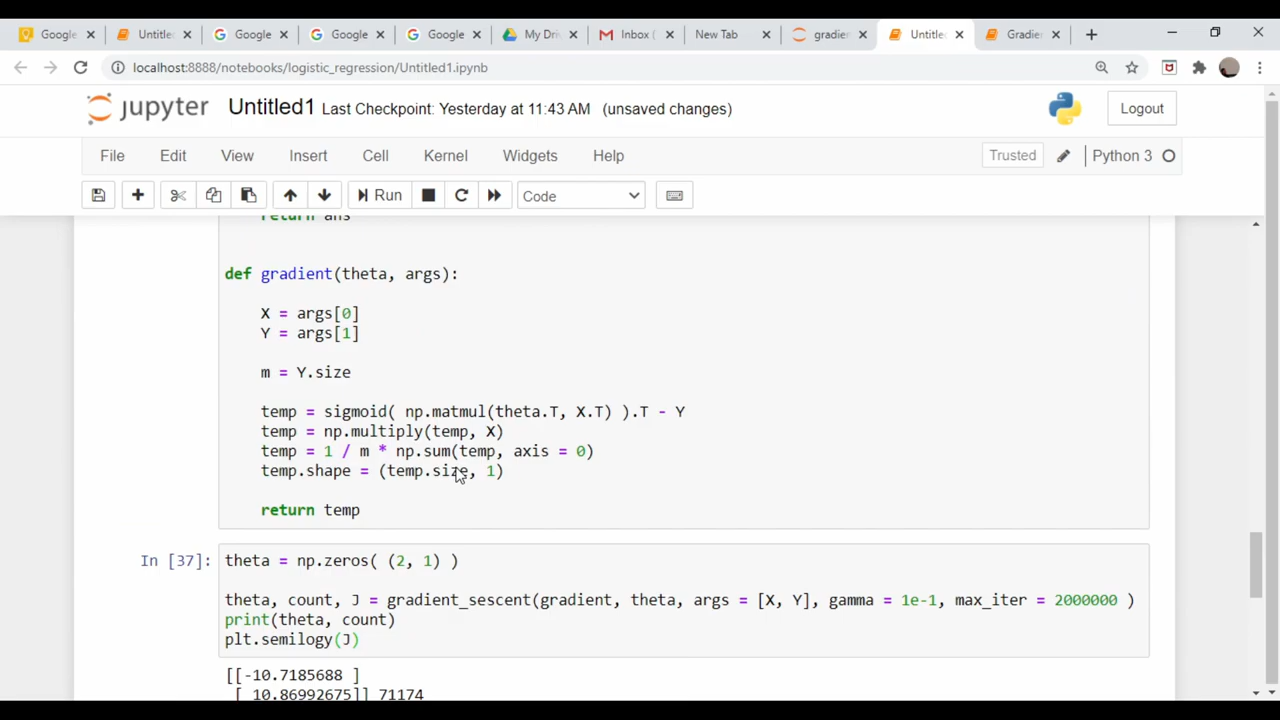 Google
Untitle
Google
Google
Google
My Dri
Inbox (
New Tab
gradien
Untitle
Gradien
localhost:8888/notebooks/logistic_regression/Untitled1.ipynb
jupyter Untitled1 Last Checkpoint: Yesterday at 11:43 AM (unsaved changes)
Logout
File Edit View Insert Cell Kernel Widgets Help
Trusted
Python 3
Run
Code
return ans
def gradient(theta, args):
X = args[0]
Y = args[1]
m = Y.size
temp = sigmoid( np.matmul(theta.T, X.T) ).T - Y
temp = np.multiply(temp, X)
temp = 1 / m * np.sum(temp, axis = 0)
temp.shape = (temp.size, 1)
return temp
In [37]:
theta = np.zeros( (2, 1) )
theta, count, J = gradient_sescent(gradient, theta, args = [X, Y], gamma = 1e-1, max_iter = 2000000 )
print(theta, count)
plt.semilogy(J)
[[-10.7185688 ]
[ 10.86992675]] 71174